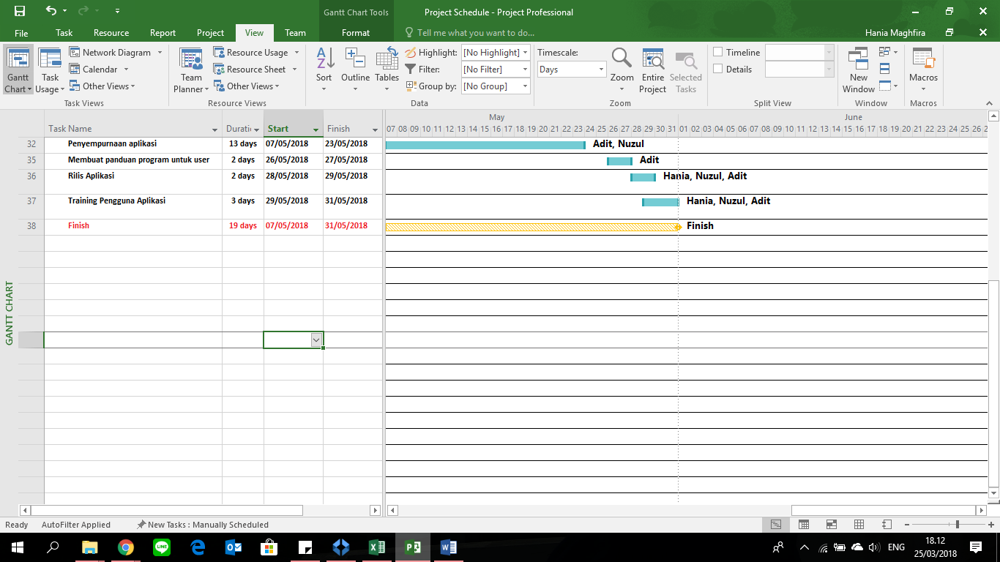 Gantt Chart Tools
Project Schedule - Project Professional
File Task Resource Report Project View Team Format Tell me what you want to do... Hania Maghfira
Gantt Chart
Task Usage
Network Diagram
Calendar
Other Views
Task Views
Team Planner
Resource Usage
Resource Sheet
Other Views
Resource Views
Sort
Outline
Tables
Highlight: [No Highlight]
Filter: [No Filter]
Group by: [No Group]
Data
Timescale:
Days
Zoom
Entire Project
Selected Tasks
Zoom
Timeline
Details
Split View
New Window
Window
Macros
Macros
Task Name Durati Start Finish
May June
07 08 09 10 11 12 13 14 15 16 17 18 19 20 21 22 23 24 25 26 27 28 29 30 31 01 02 03 04 05 06 07 08 09 10 11 12 13 14 15 16 17 18 19 20 21 22 23 24 25 26
32 Penyempurnaan aplikasi 13 days 07/05/2018 23/05/2018 Adit, Nuzul
35 Membuat panduan program untuk user 2 days 26/05/2018 27/05/2018 Adit
36 Rilis Aplikasi 2 days 28/05/2018 29/05/2018 Hania, Nuzul, Adit
37 Training Pengguna Aplikasi 3 days 29/05/2018 31/05/2018 Hania, Nuzul, Adit
38 Finish 19 days 07/05/2018 31/05/2018 Finish
GANTT CHART
Ready AutoFilter Applied New Tasks : Manually Scheduled
ENG
18.12
25/03/2018